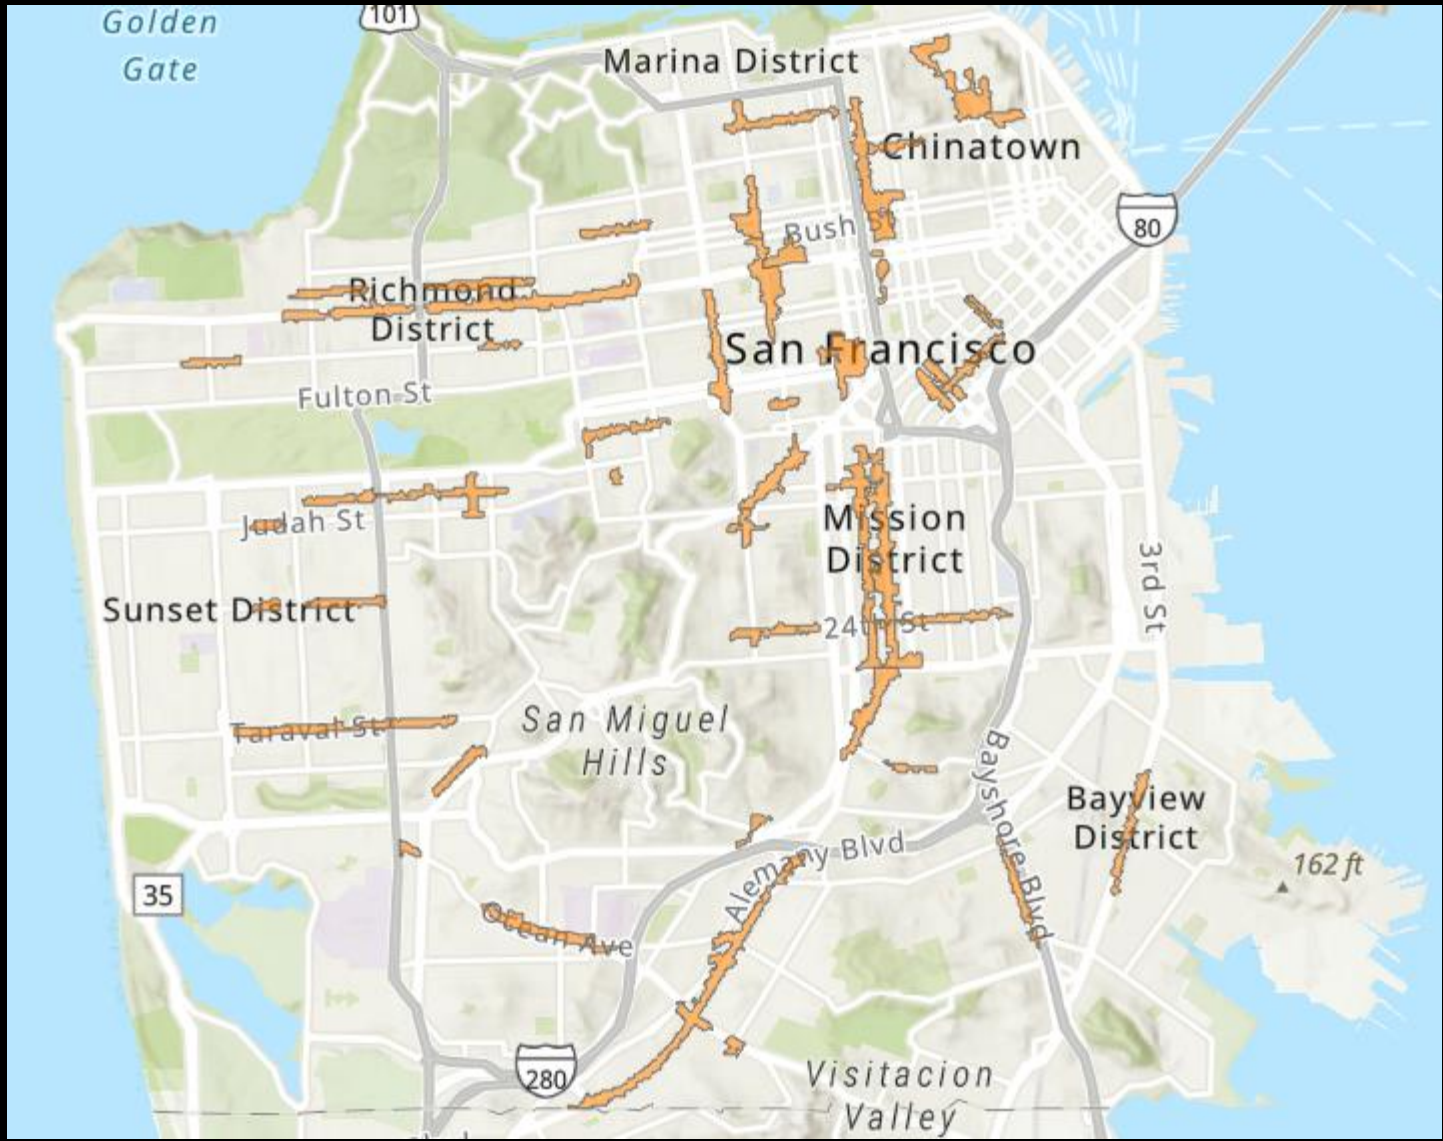 Golden
Gate
101
Marina District
Chinatown
80
Bush
Richmond
District
San Francisco
Fulton St
Judah St
Mission
District
3rd St
Sunset District
24th St
San Miguel
Hills
Taraval St
Bayshore Blvd
Bayview
District
Alemany Blvd
162 ft
35
Ocean Ave
280
Visitacion
Valley